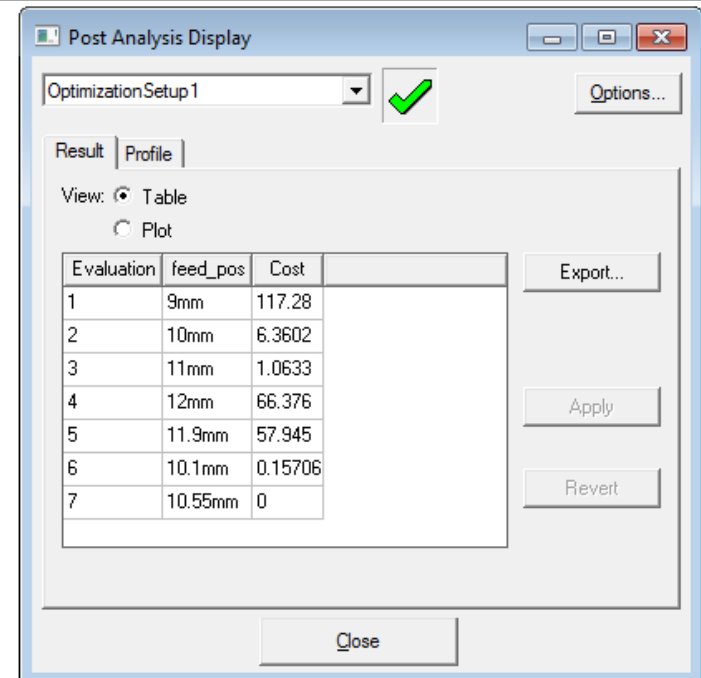 Post Analysis Display
OptimizationSetup1
Options...
Result Profile
View: Table
Plot
Evaluation feed_pos Cost
Export...
1 9mm 117.28
2 10mm 6.3602
3 11mm 1.0633
4 12mm 66.376
Apply
5 11.9mm 57.945
6 10.1mm 0.15706
Revert
7 10.55mm 0
Close